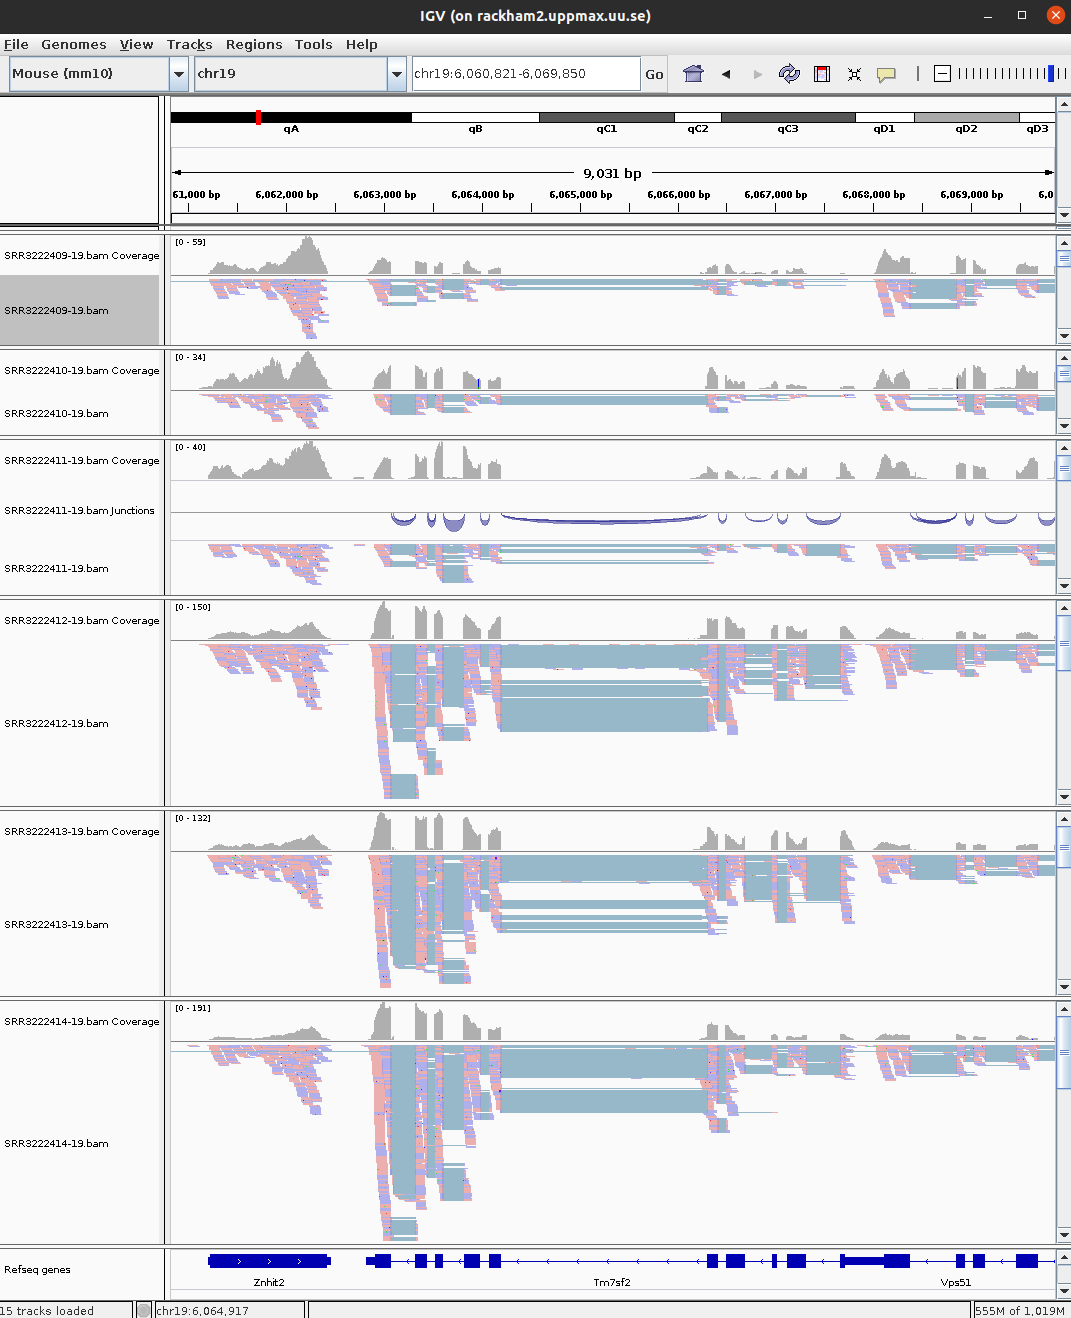 IGV (on rackham2.uppmax.uu.se)
File Genomes View Tracks Regions Tools Help
Mouse (mm10) chr19 chr19:6,060,821-6,069,850 Go
qA qB qC1 qC2 qC3 qD1 qD2 qD3
9,031 bp
61,000 bp 6,062,000 bp 6,063,000 bp 6,064,000 bp 6,065,000 bp 6,066,000 bp 6,067,000 bp 6,068,000 bp 6,069,000 bp 6,0
[0 - 59]
SRR3222409-19.bam Coverage
SRR3222409-19.bam
[0 - 34]
SRR3222410-19.bam Coverage
SRR3222410-19.bam
[0 - 40]
SRR3222411-19.bam Coverage
SRR3222411-19.bam Junctions
SRR3222411-19.bam
[0 - 150]
SRR3222412-19.bam Coverage
SRR3222412-19.bam
[0 - 132]
SRR3222413-19.bam Coverage
SRR3222413-19.bam
[0 - 191]
SRR3222414-19.bam Coverage
SRR3222414-19.bam
Refseq genes
Znhit2 Tm7sf2 Vps51
15 tracks loaded chr19:6,064,917 555M of 1,019M